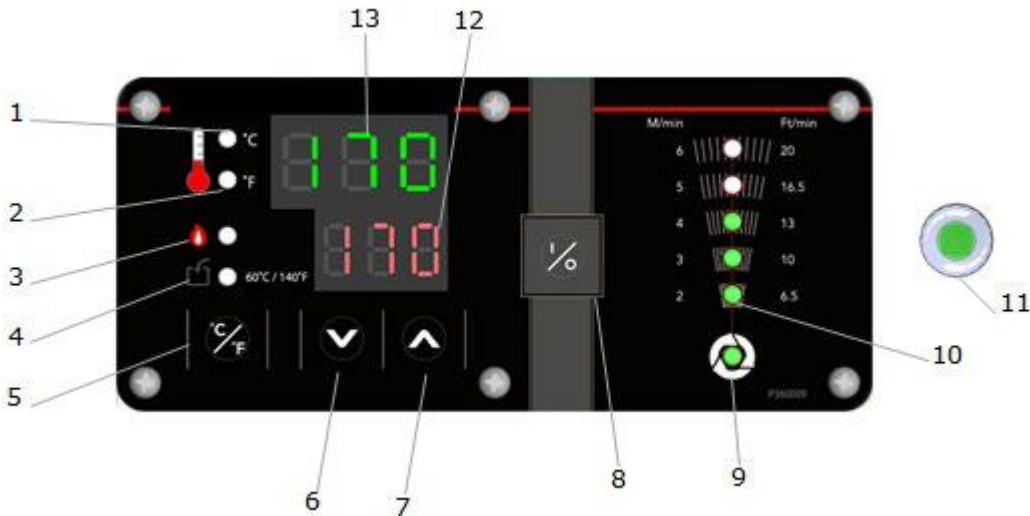 13 12
1 °C 170 M/min Ft/min
6 20
2 °F 5 16.5
170 4 13
3 3 10
4 60°C / 140°F I/O 2 6.5 11
10
5 °C/°F
P360009
6 7 8 9